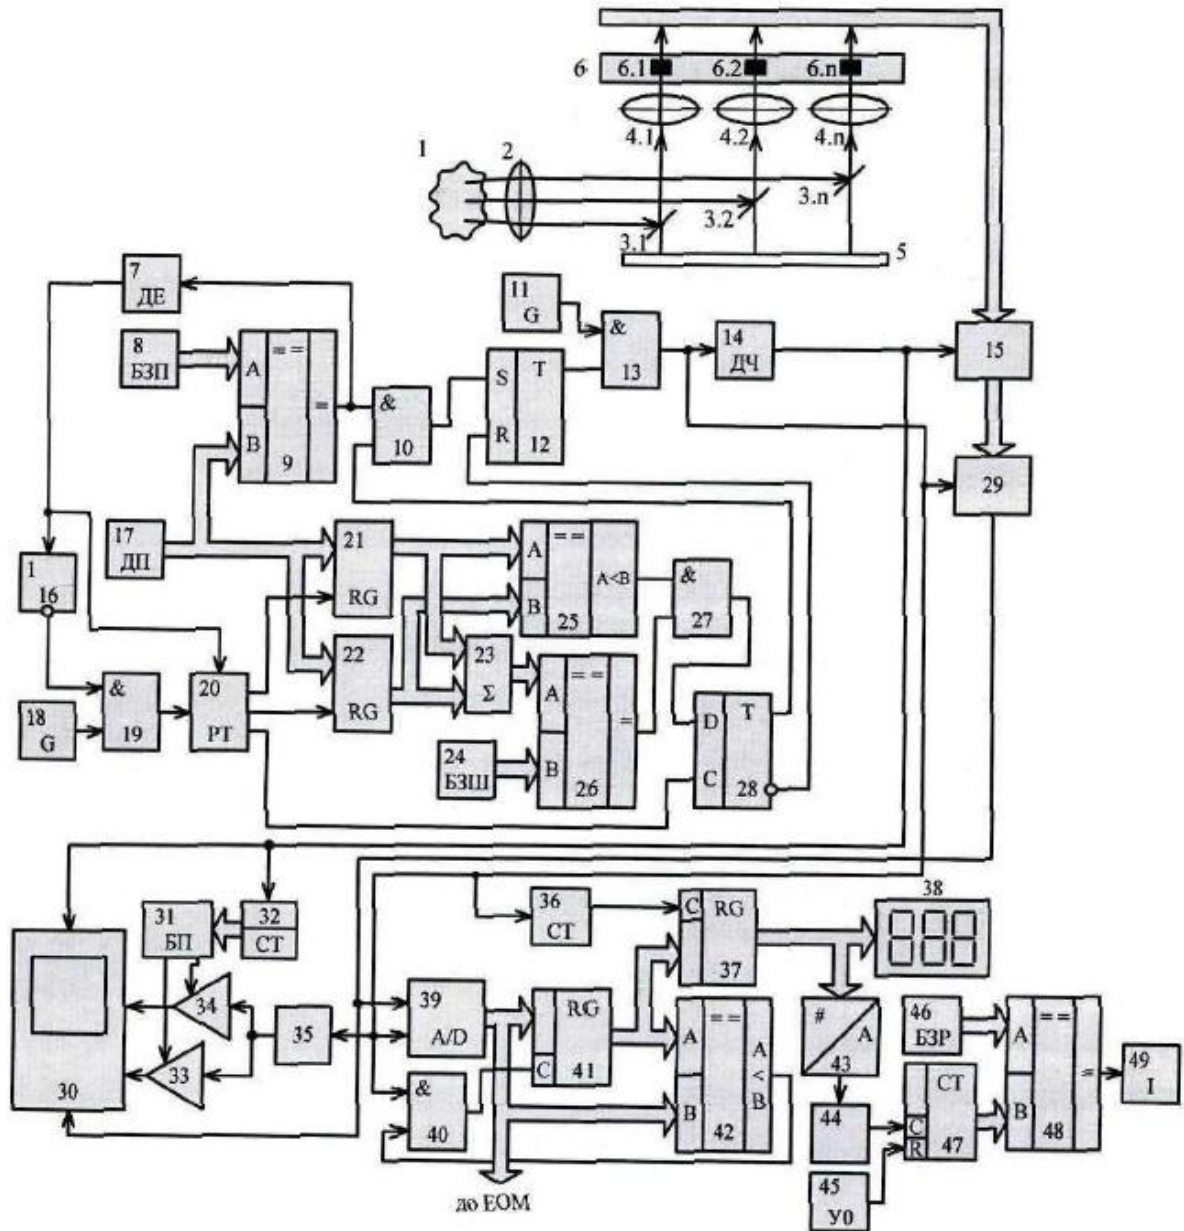 6 6.1 6.2 6.n
4.1 4.2 4.n
1 2
3.1 3.2 3.n
5
7
ДЕ
8
БЗП
A == =
B 9
&
10
11
G
S T
R 12
&
13
14
ДЧ
15
29
17
ДП
1
16
18
G
&
19
20
РТ
21
RG
22
RG
23
Σ
24
БЗШ
A == A<B
B 25
A == =
B 26
&
27
D T
C 28
30
31
БП
32
СТ
34
33
35
36
СТ
C RG
37
38
39
A/D
&
40
RG
C 41
A == A<B
B 42
# A
43
44
45
У0
46
БЗР
СТ
C
R 47
A == =
B 48
49
I
до ЕОМ